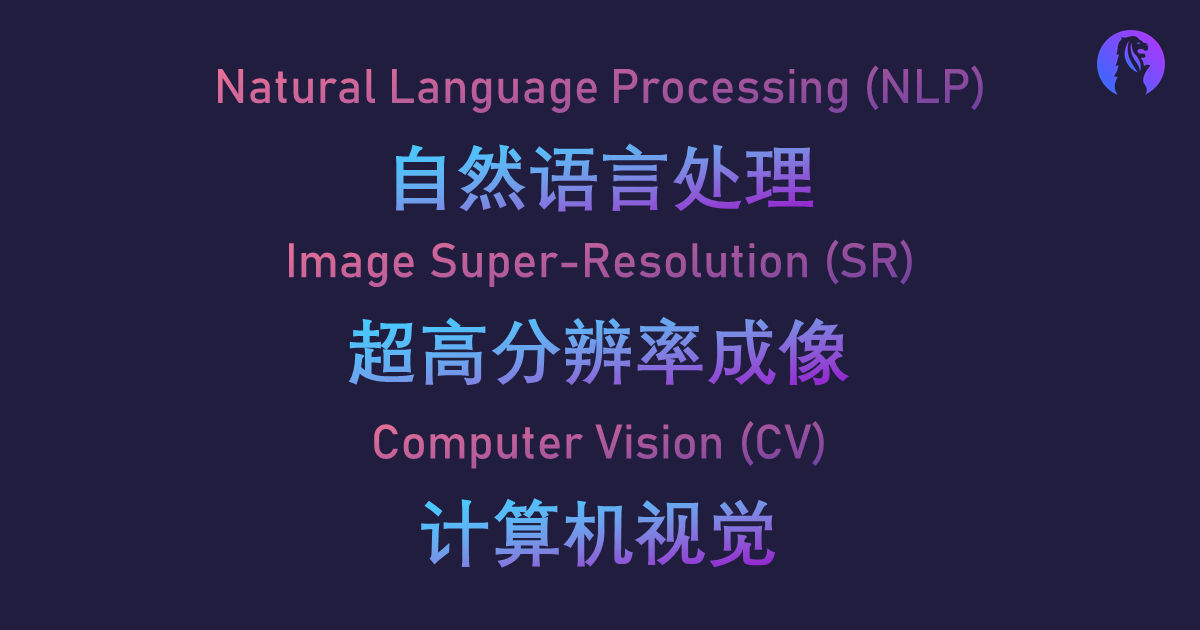 Natural Language Processing (NLP)
自然语言处理
Image Super-Resolution (SR)
超高分辨率成像
Computer Vision (CV)
计算机视觉